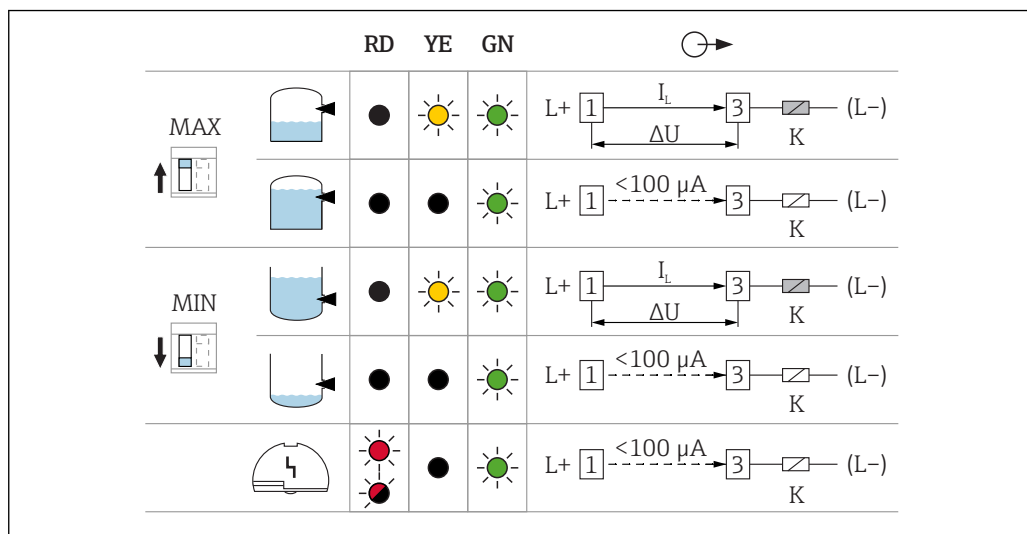 RD YE GN
MAX
L+ 1 I_L 3 (L−)
ΔU K
L+ 1 <100 μA 3 (L−)
K
MIN
L+ 1 I_L 3 (L−)
ΔU K
L+ 1 <100 μA 3 (L−)
K
L+ 1 <100 μA 3 (L−)
K